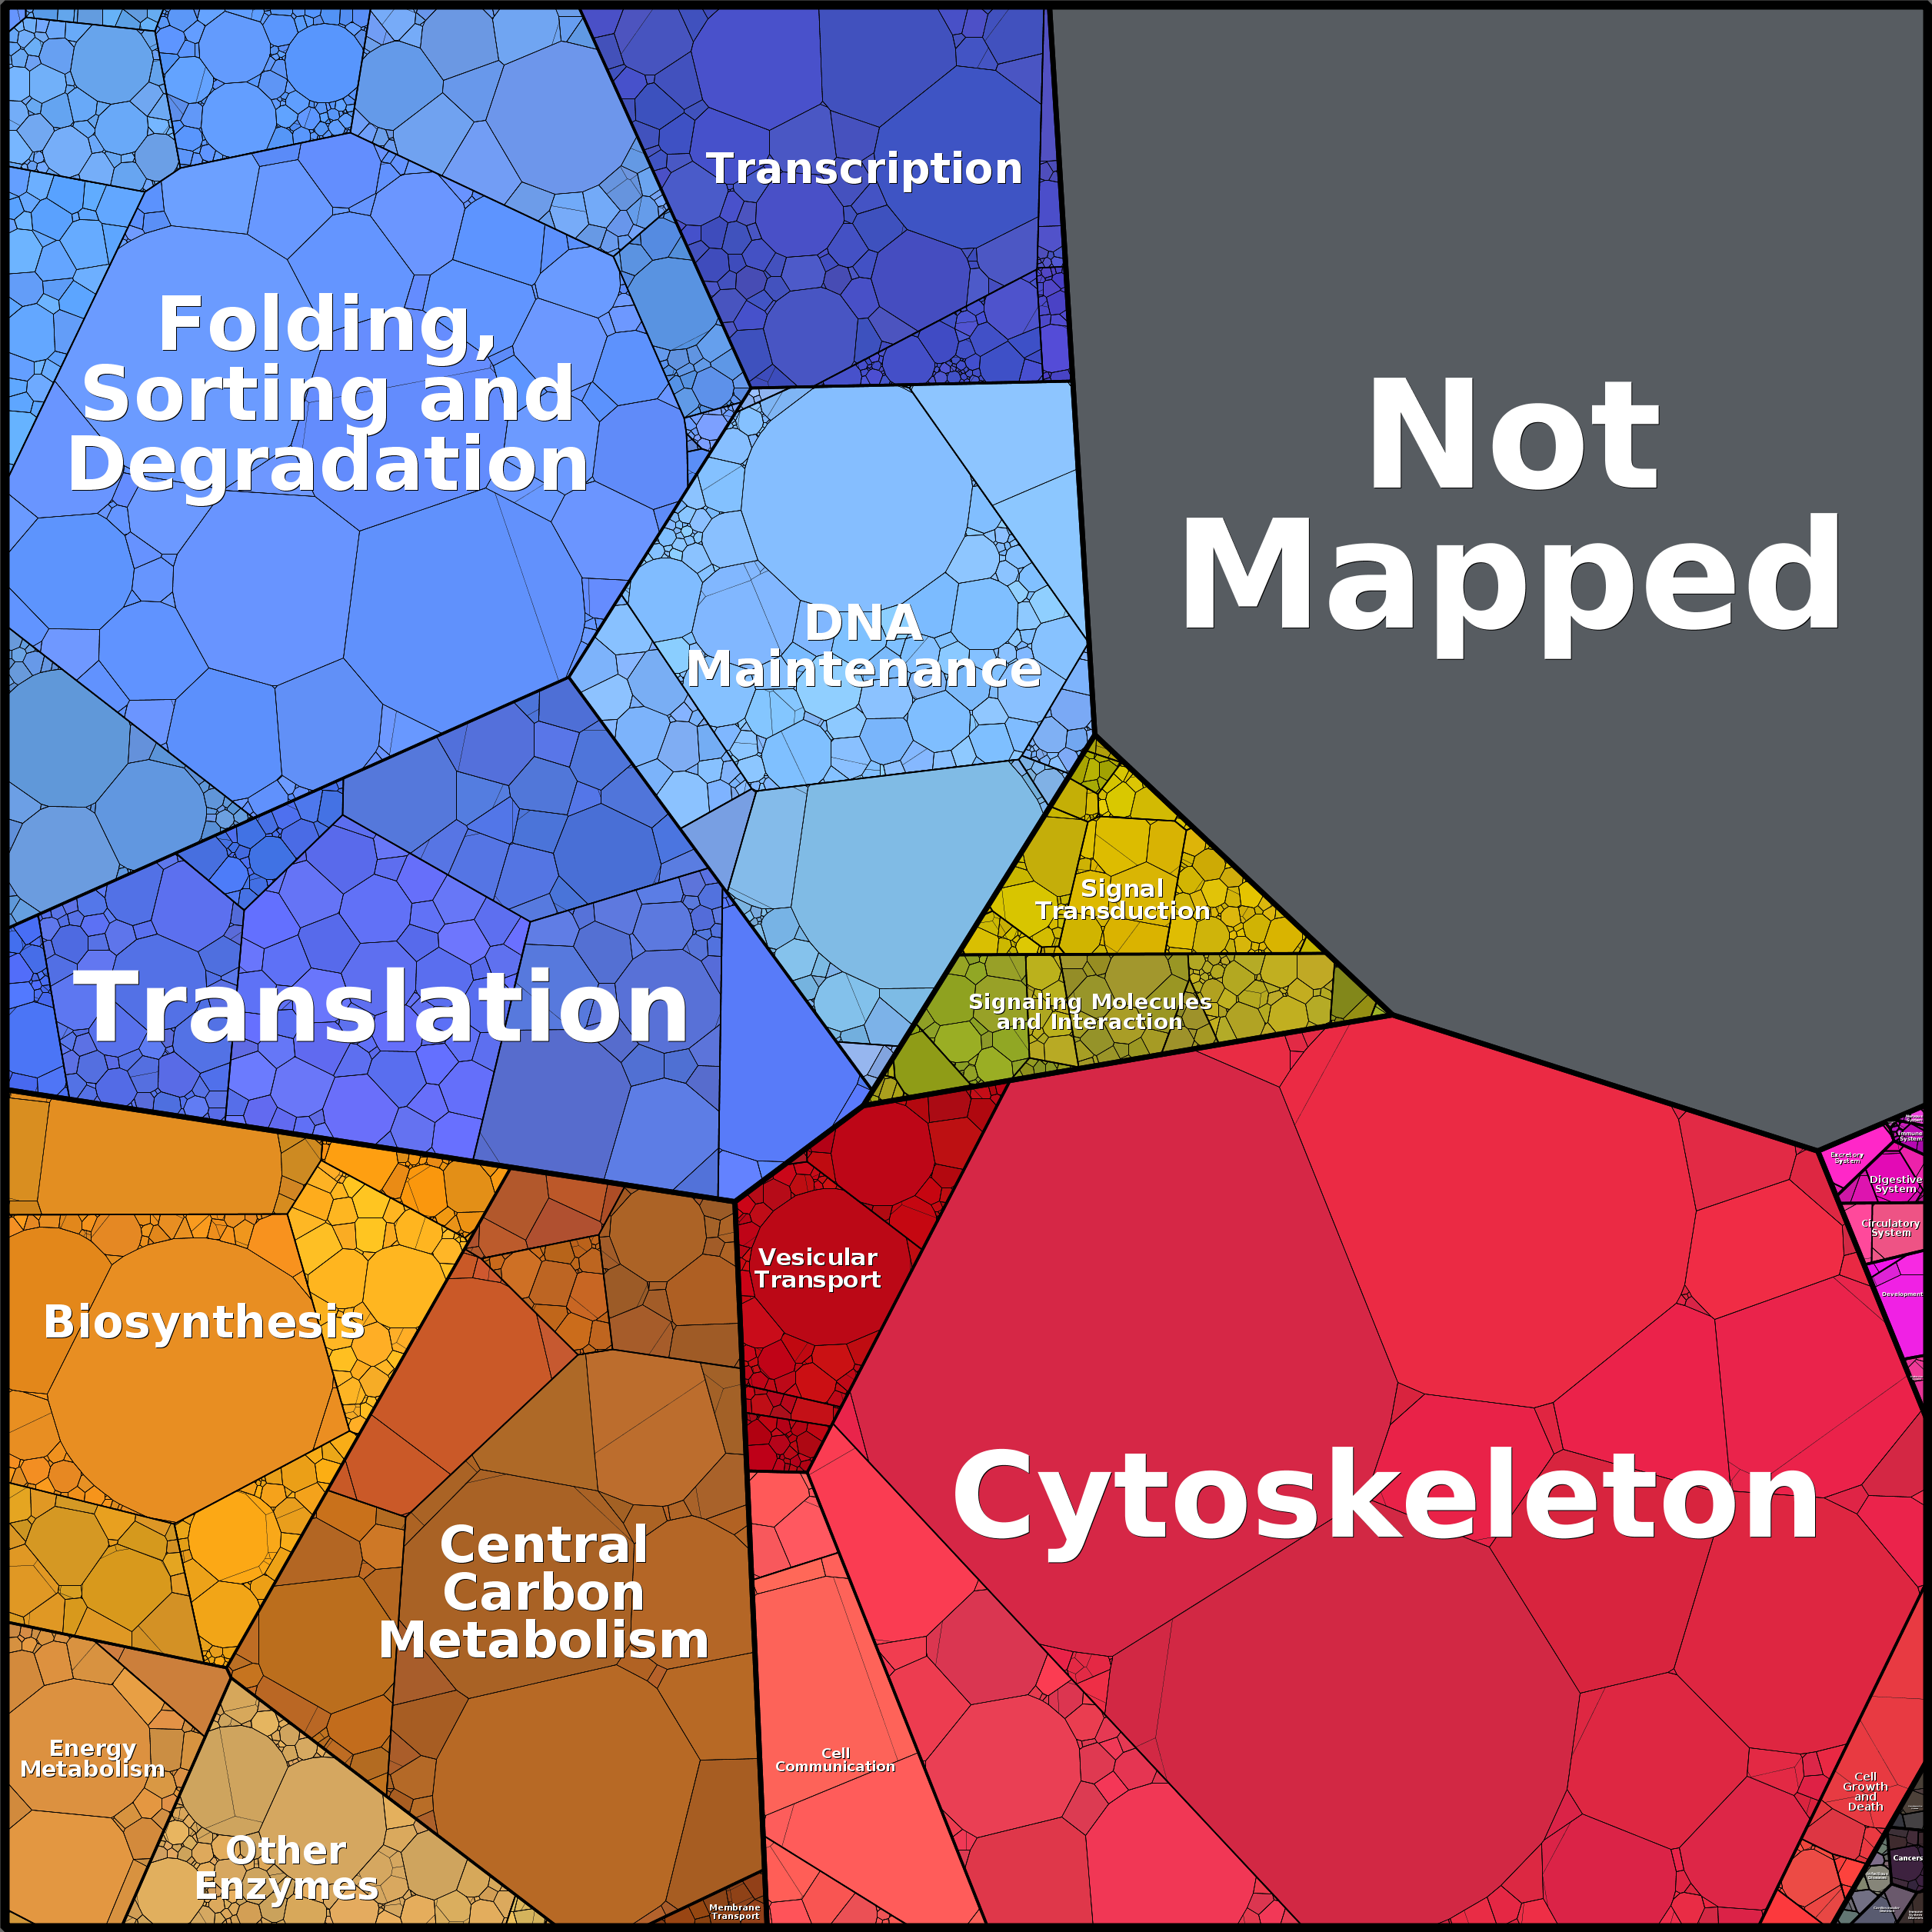 Transcription
Folding,
Sorting and
Degradation
Not
Mapped
DNA
Maintenance
Signal
Transduction
Signaling Molecules
and Interaction
Translation
Immune
System
Excretory
System
Digestive
System
Circulatory
System
Development
Vesicular
Transport
Biosynthesis
Cytoskeleton
Central
Carbon
Metabolism
Energy
Metabolism
Cell
Communication
Cell
Growth
and
Death
Other
Enzymes
Cancers
Membrane
Transport